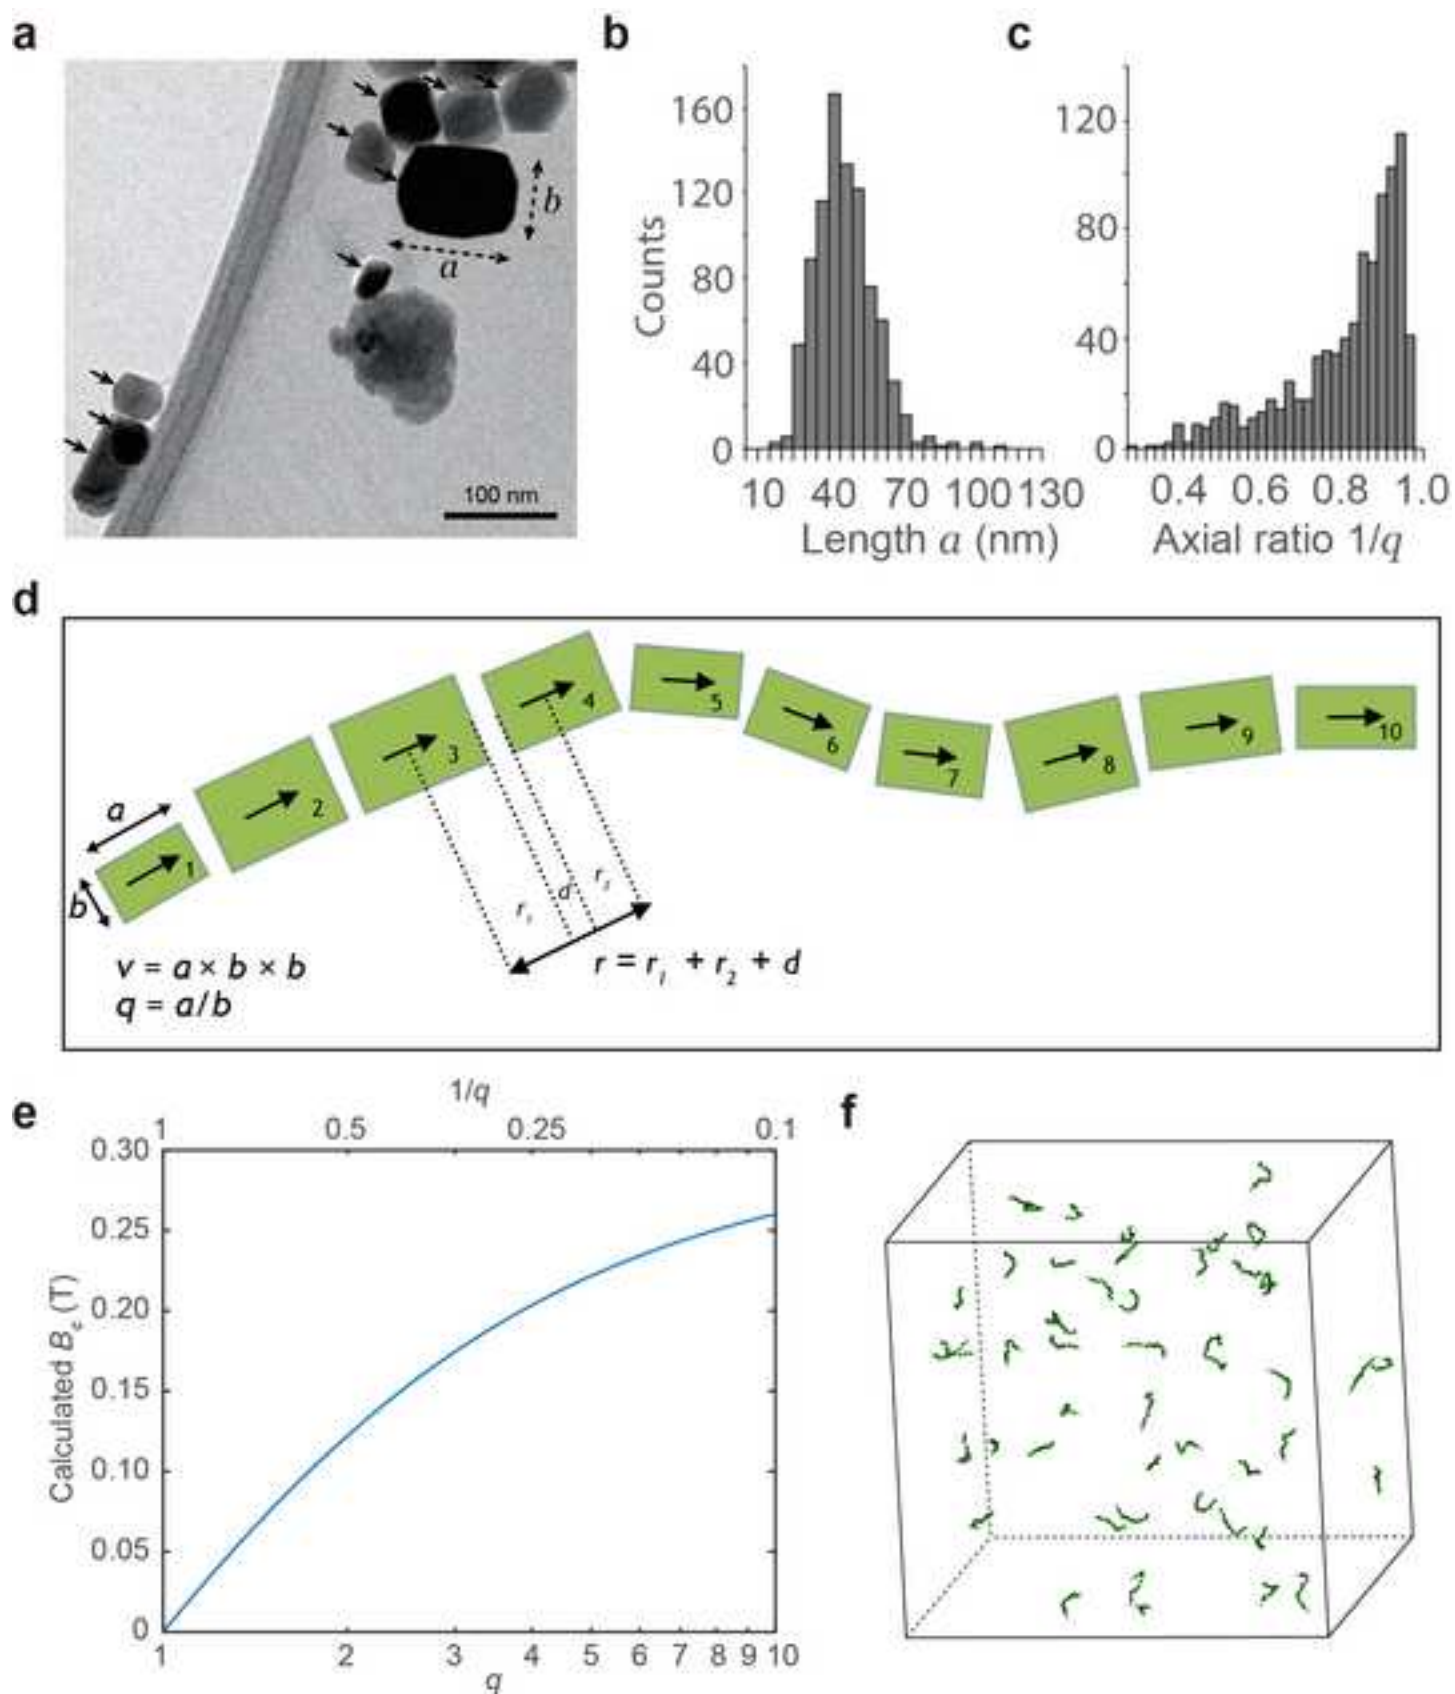 a
b
c
a
b
100 nm
Counts
160
120
80
40
0
10 40 70 100 130
Length a (nm)
120
80
40
0
0.4 0.6 0.8 1.0
Axial ratio 1/q
d
1
2
3
4
5
6
7
8
9
10
a
b
r₁
d
r₂
r = r₁ + r₂ + d
v = a × b × b
q = a/b
e
1/q
1 0.5 0.25 0.1
0.30
0.25
0.20
0.15
0.10
0.05
0
Calculated Bₑ (T)
1 2 3 4 5 6 7 8 9 10
q
f